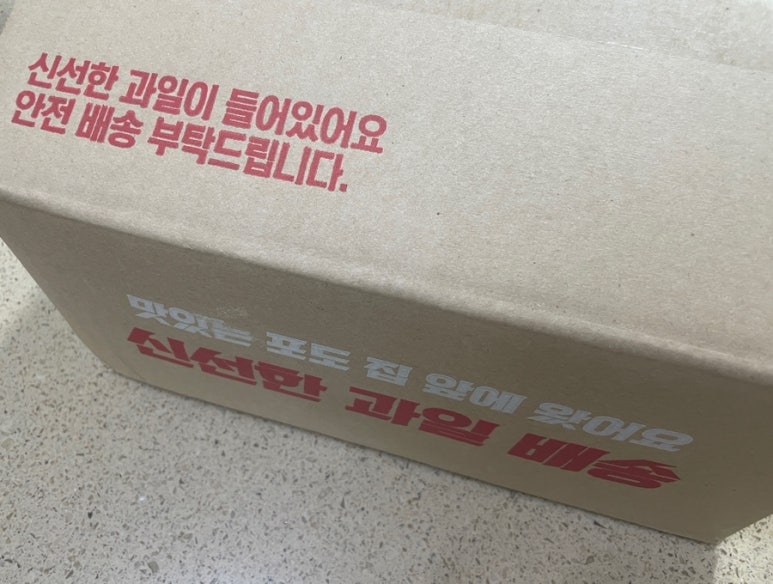 신선한 과일이 들어있어요
안전 배송 부탁드립니다.
맛있는 포도 집 앞에 왔어요
신선한 과일 배송